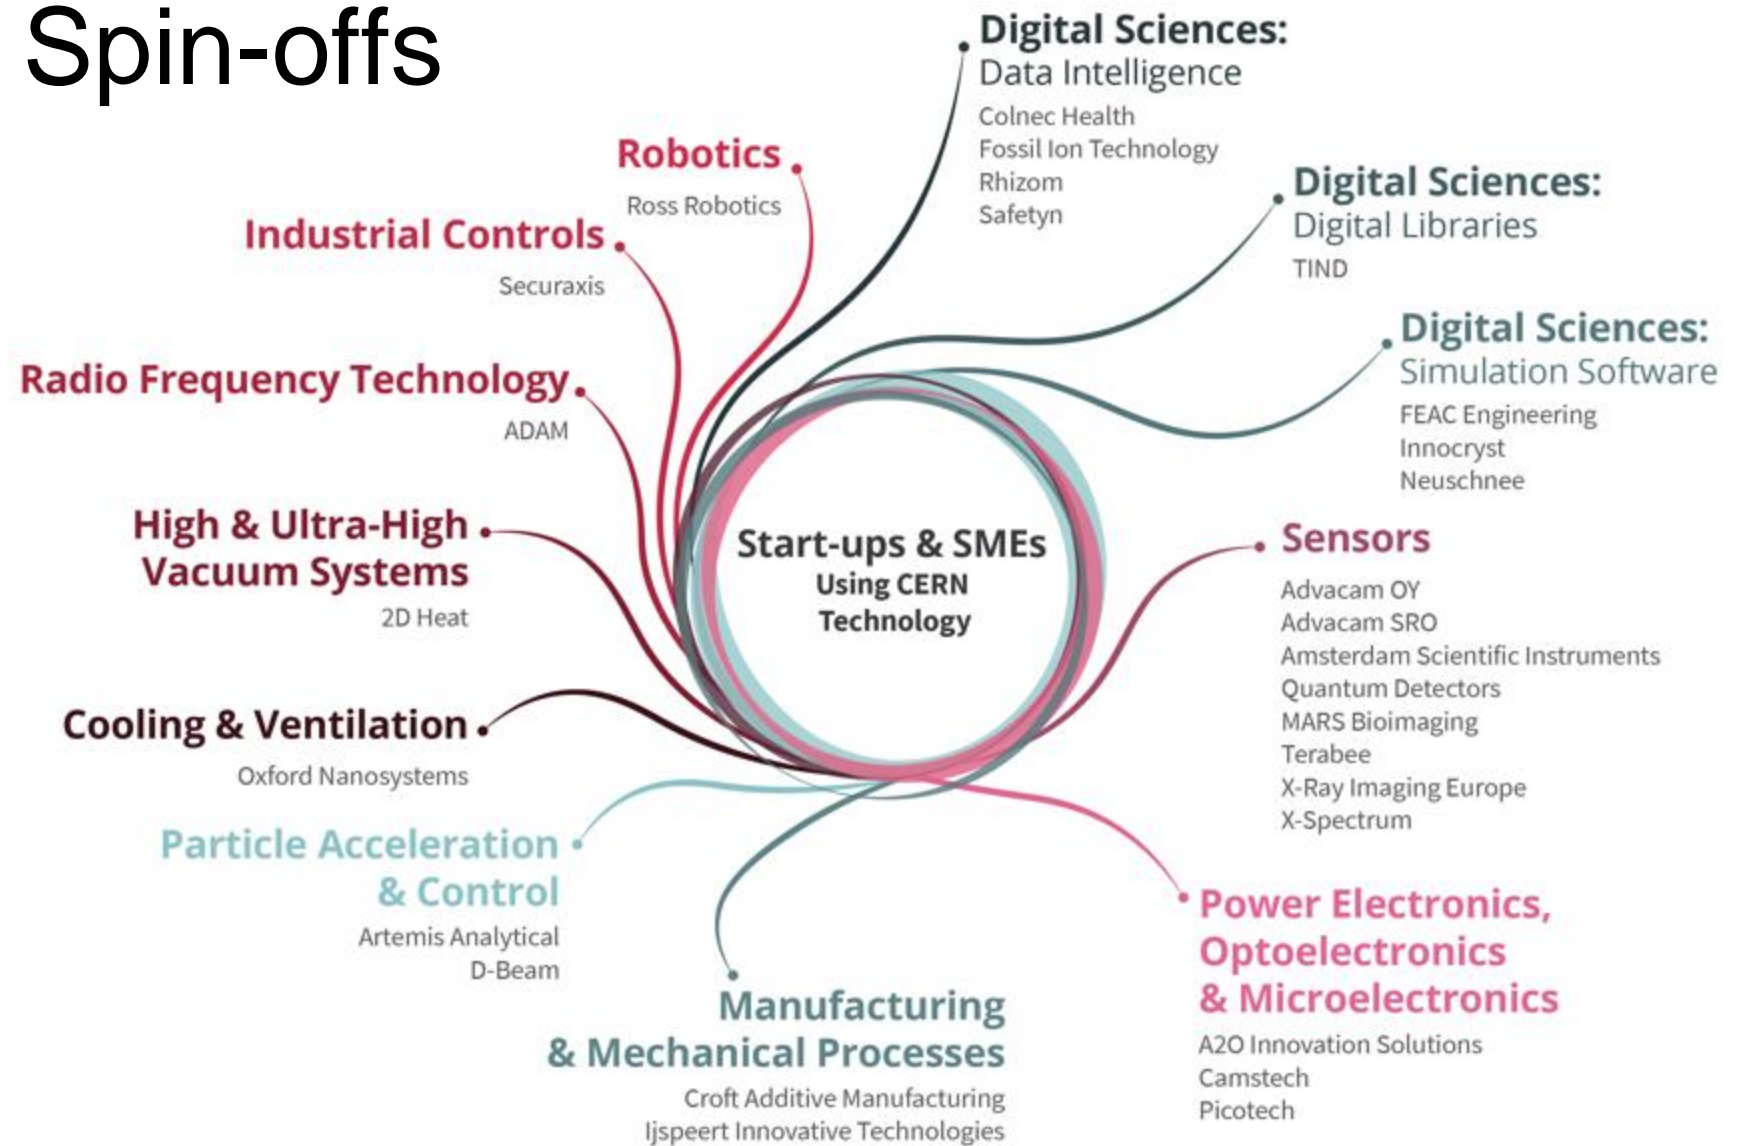 Spin-offs
Digital Sciences:
Data Intelligence
Colnec Health
Fossil Ion Technology
Rhizom
Safetyn
Digital Sciences:
Digital Libraries
TIND
Digital Sciences:
Simulation Software
FEAC Engineering
Innocryst
Neuschnee
Sensors
Advacam OY
Advacam SRO
Amsterdam Scientific Instruments
Quantum Detectors
MARS Bioimaging
Terabee
X-Ray Imaging Europe
X-Spectrum
Power Electronics,
Optoelectronics
& Microelectronics
A2O Innovation Solutions
Camstech
Picotech
Manufacturing
& Mechanical Processes
Croft Additive Manufacturing
Ijspeert Innovative Technologies
Particle Acceleration
& Control
Artemis Analytical
D-Beam
Cooling & Ventilation
Oxford Nanosystems
High & Ultra-High
Vacuum Systems
2D Heat
Radio Frequency Technology
ADAM
Industrial Controls
Securaxis
Robotics
Ross Robotics
Start-ups & SMEs
Using CERN
Technology